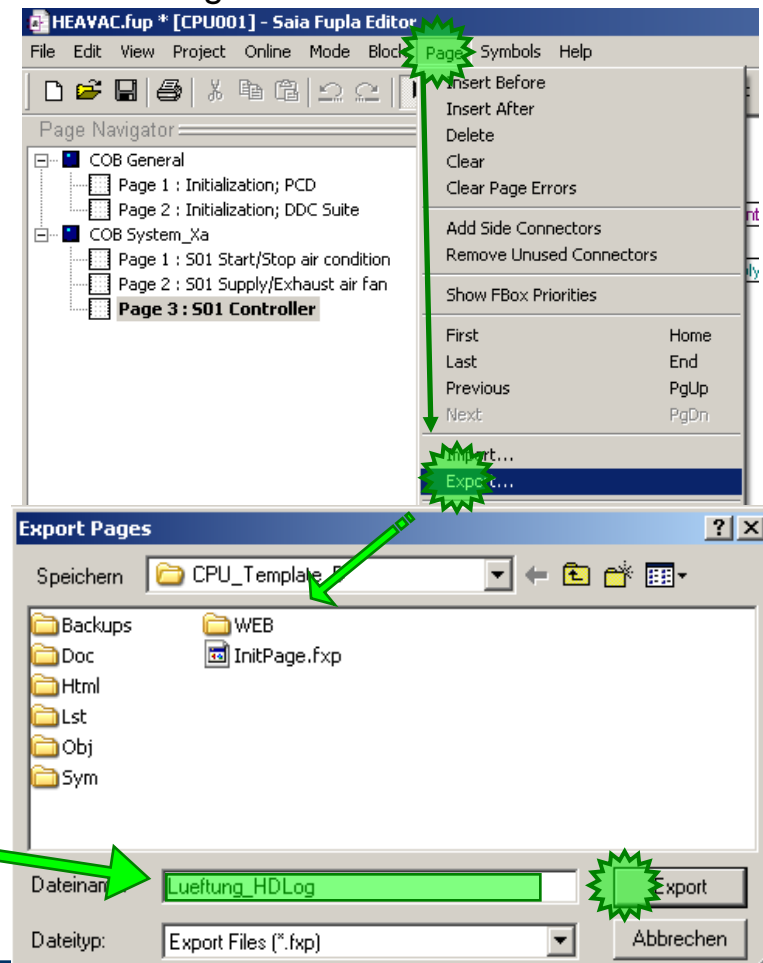 HEAVAC.fup * [CPU001] - Saia Fupla Editor
File Edit View Project Online Mode Block Page Symbols Help
Page Navigator
COB General
Page 1 : Initialization; PCD
Page 2 : Initialization; DDC Suite
COB System_Xa
Page 1 : S01 Start/Stop air condition
Page 2 : S01 Supply/Exhaust air fan
Page 3 : S01 Controller
Insert Before
Insert After
Delete
Clear
Clear Page Errors
Add Side Connectors
Remove Unused Connectors
Show FBox Priorities
First Home
Last End
Previous PgUp
Next PgDn
Import...
Export...
Export Pages
Speichern CPU_Template
Backups
Doc
Html
Lst
Obj
Sym
WEB
InitPage.fxp
Lueftung_HDLog
Export
Dateityp: Export Files (*.fxp)
Abbrechen